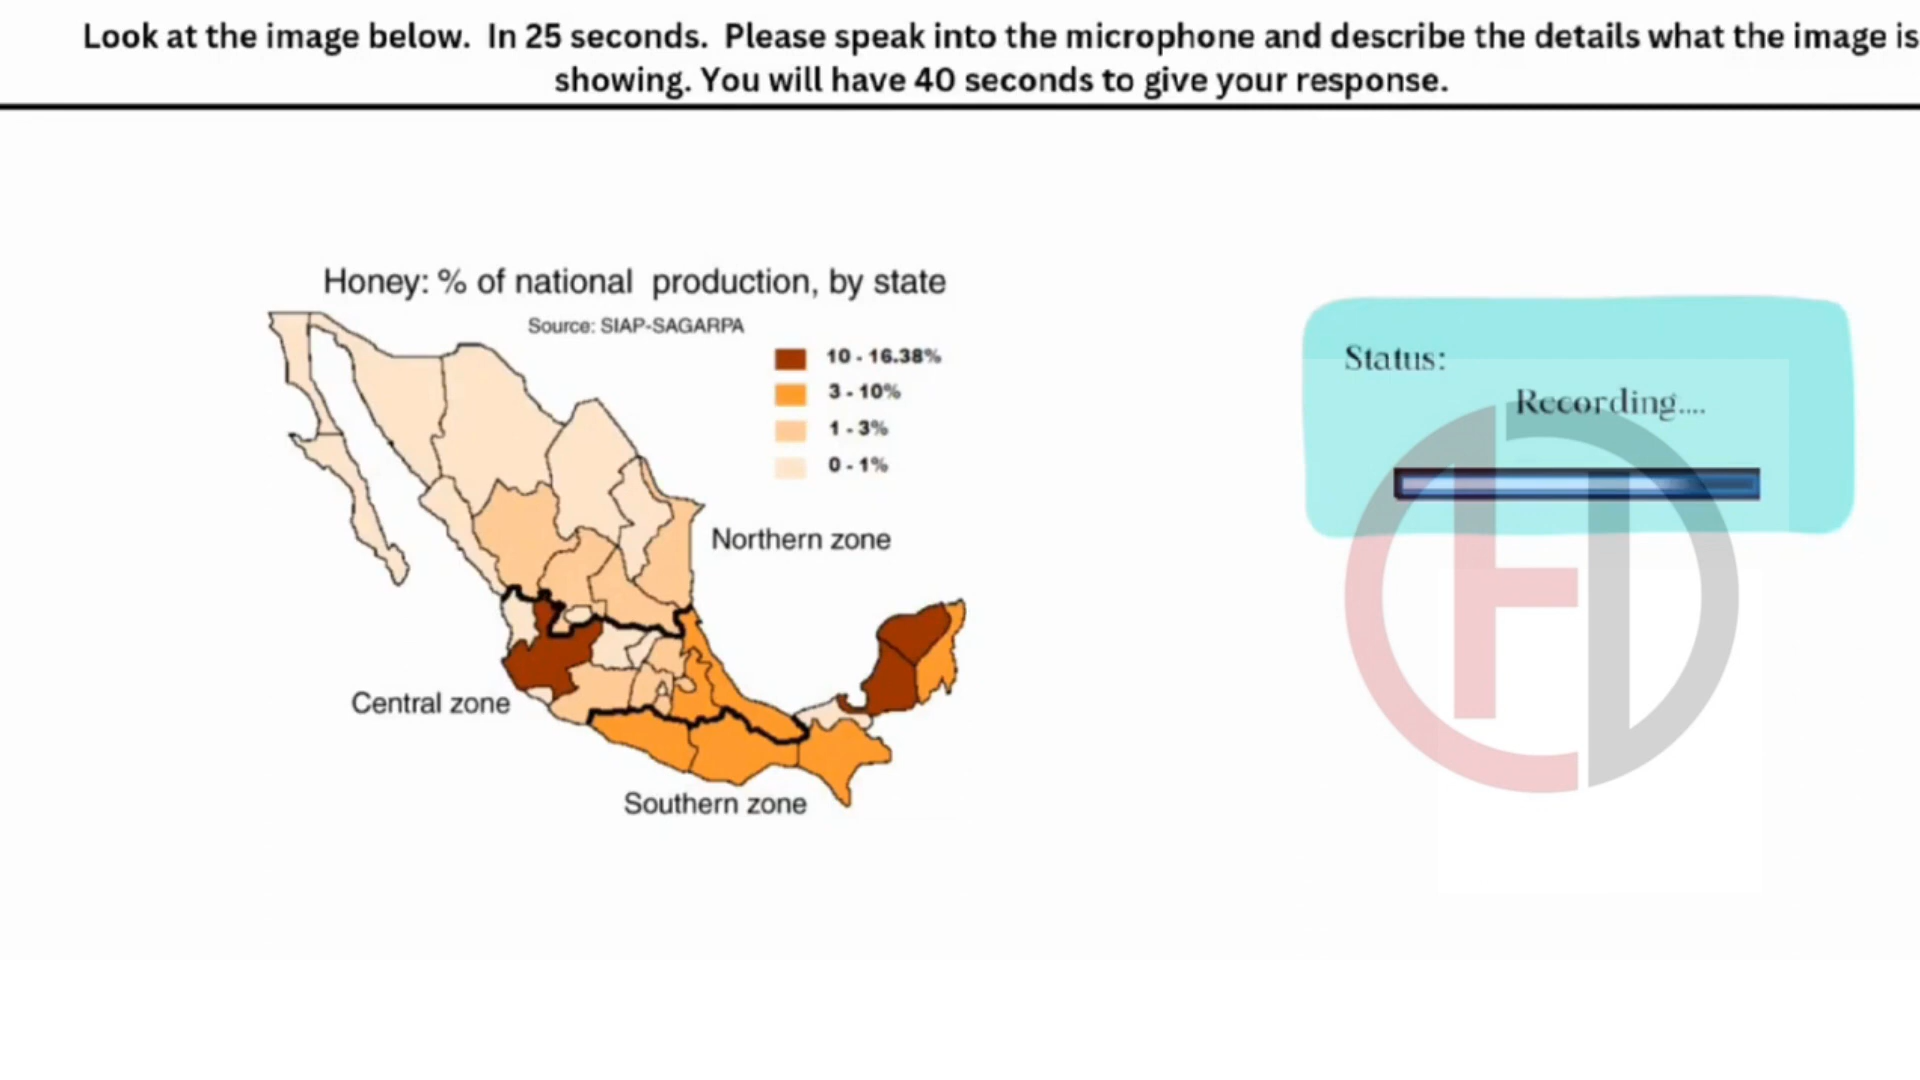 Look at the image below. In 25 seconds. Please speak into the microphone and describe the details what the image is
showing. You will have 40 seconds to give your response.
Honey: % of national production, by state
Source: SIAP-SAGARPA
10 - 16.38%
3 - 10%
1 - 3%
0 - 1%
Northern zone
Central zone
Southern zone
Status:
Recording....